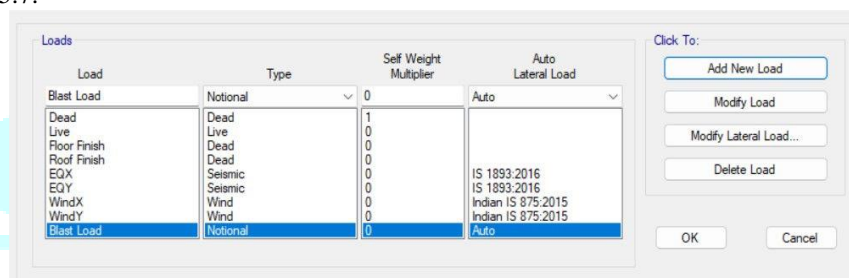 Loads
Click To:
Load Type Self Weight Multiplier Auto Lateral Load
Blast Load Notional 0 Auto
Dead Dead 1
Live Live 0
Floor Finish Dead 0
Roof Finish Dead 0
EQX Seismic 0 IS 1893:2016
EQY Seismic 0 IS 1893:2016
WindX Wind 0 Indian IS 875:2015
WindY Wind 0 Indian IS 875:2015
Blast Load Notional 0 Auto
Add New Load
Modify Load
Modify Lateral Load...
Delete Load
OK Cancel